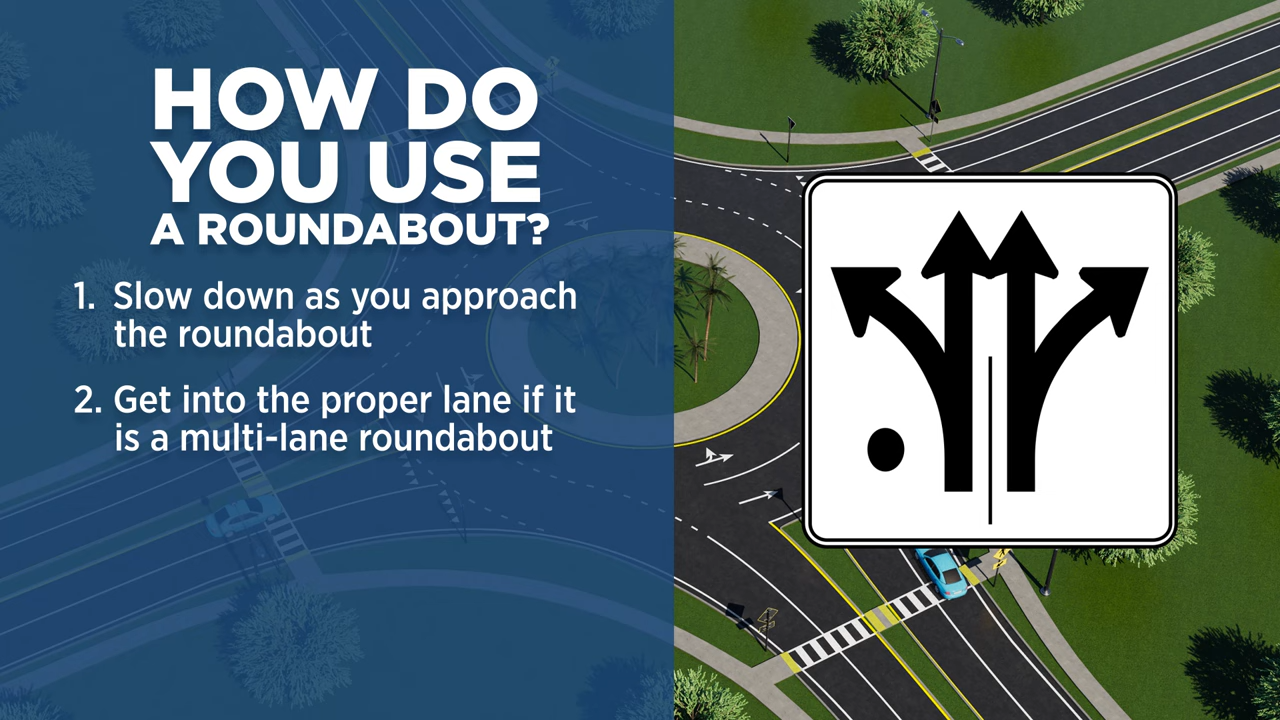 HOW DO
YOU USE
A ROUNDABOUT?
1. Slow down as you approach
the roundabout
2. Get into the proper lane if it
is a multi-lane roundabout